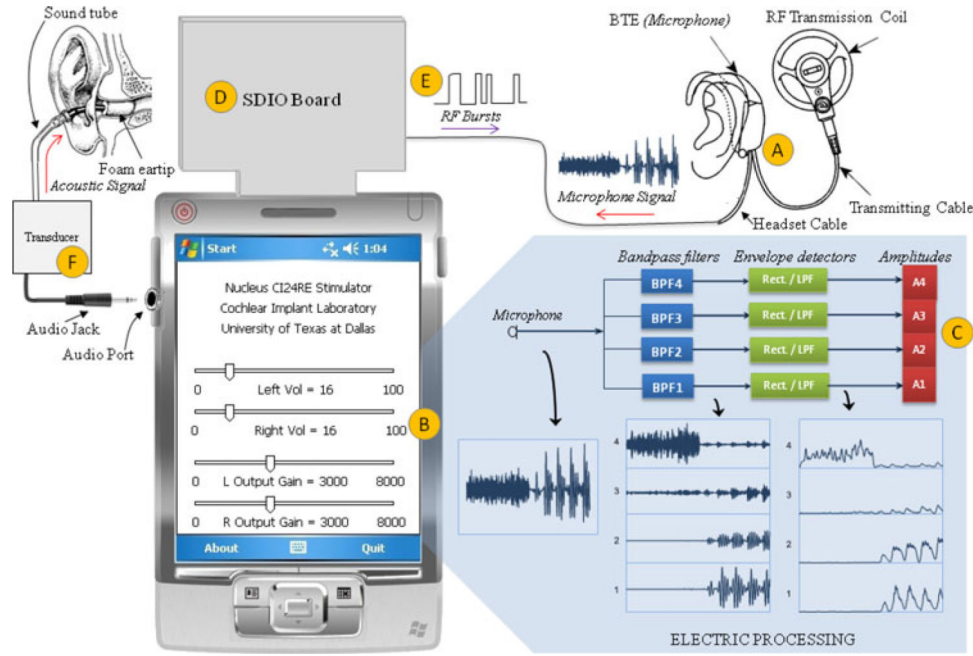 Sound tube
BTE (Microphone)
RF Transmission Coil
D
SDIO Board
E
RF Bursts
A
Foam eartip
Acoustic Signal
Microphone Signal
Headset Cable
Transmitting Cable
Transducer
F
Audio Jack
Audio Port
Start
1:04
Nucleus CI24RE Stimulator
Cochlear Implant Laboratory
University of Texas at Dallas
0 Left Vol = 16 100
0 Right Vol = 16 100
0 L Output Gain = 3000 8000
0 R Output Gain = 3000 8000
About Quit
B
Bandpass filters Envelope detectors Amplitudes
Microphone
BPF4 Rect. / LPF A4
BPF3 Rect. / LPF A3
BPF2 Rect. / LPF A2
BPF1 Rect. / LPF A1
C
4
3
2
1
4
3
2
1
ELECTRIC PROCESSING